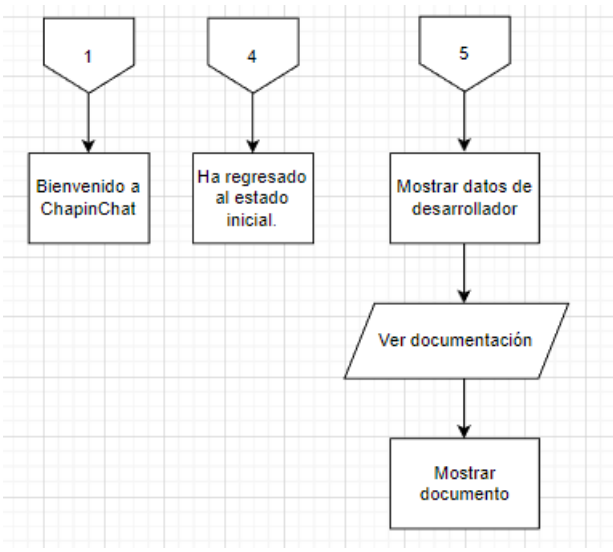 1
Bienvenido a
ChapinChat
4
Ha regresado
al estado
inicial.
5
Mostrar datos de
desarrollador
Ver documentación
Mostrar
documento